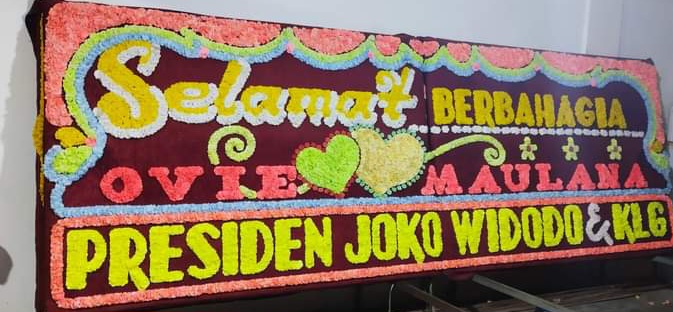 Selamat BERBAHAGIA
OVIE MAULANA
PRESIDEN JOKO WIDODO & KLG